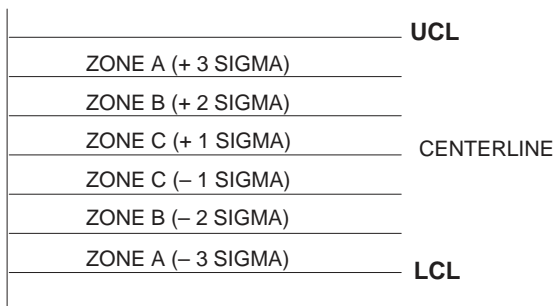 UCL
ZONE A (+ 3 SIGMA)
ZONE B (+ 2 SIGMA)
ZONE C (+ 1 SIGMA)
CENTERLINE
ZONE C (– 1 SIGMA)
ZONE B (– 2 SIGMA)
ZONE A (– 3 SIGMA)
LCL